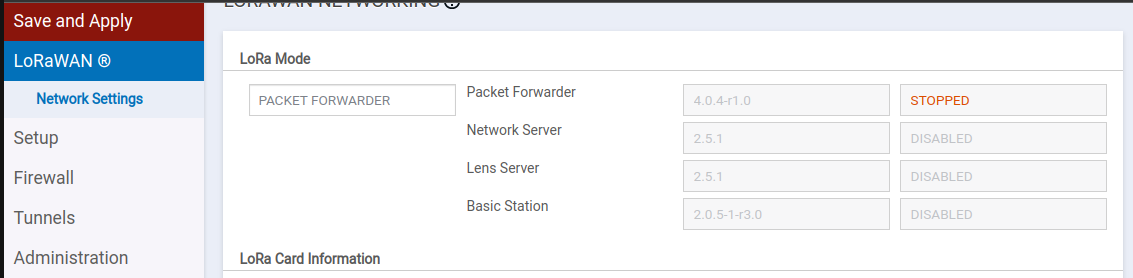 LORAWAN NETWORKING
Save and Apply
LoRaWAN ®
Network Settings
Setup
Firewall
Tunnels
Administration
LoRa Mode
PACKET FORWARDER
Packet Forwarder 4.0.4-r1.0 STOPPED
Network Server 2.5.1 DISABLED
Lens Server 2.5.1 DISABLED
Basic Station 2.0.5-1-r3.0 DISABLED
LoRa Card Information